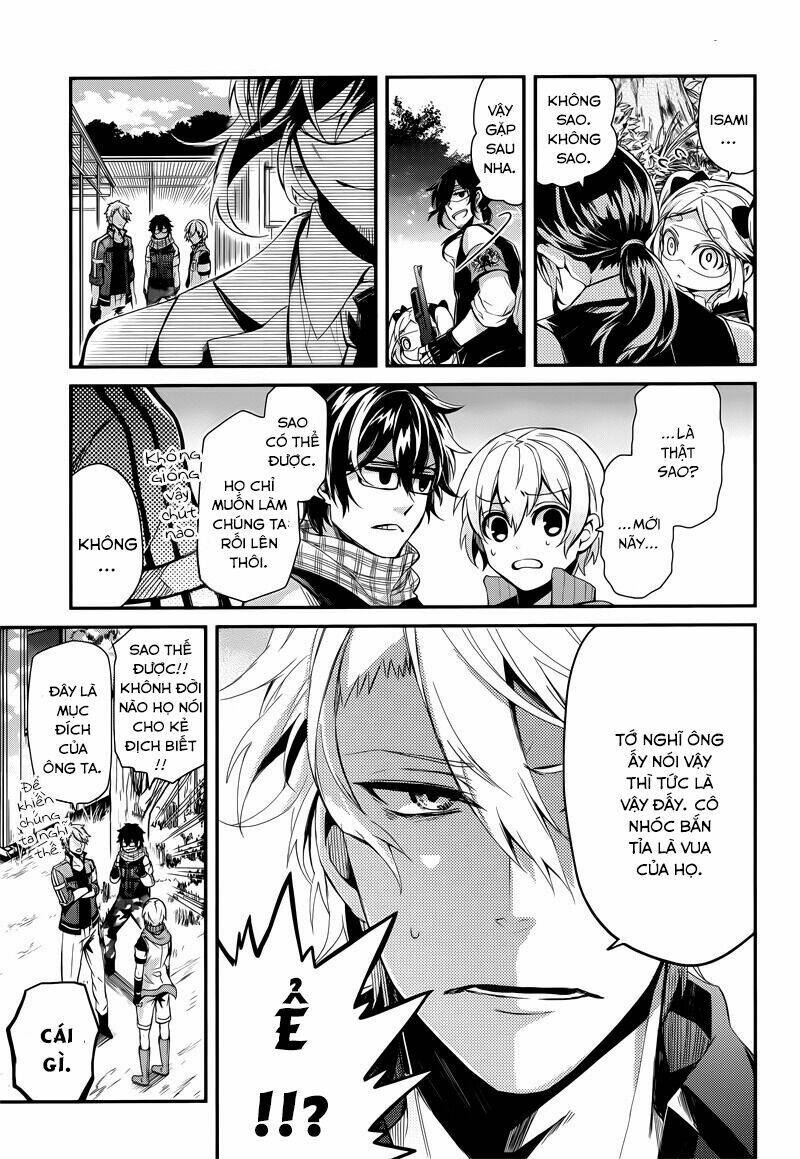 ISAMI
...
KHÔNG
SAO.
KHÔNG
SAO.
VẬY
GẶP
SAU
NHA.
...LÀ
THẬT
SAO?
...MỚI
NÃY...
SAO
CÓ THỂ
ĐƯỢC.
HỌ CHỈ
MUỐN LÀM
CHÚNG TA
RỐI LÊN
THÔI.
Không
giống
vậy
chút
nào
KHÔNG
...
TỚ NGHĨ ÔNG
ẤY NÓI VẬY
THÌ TỨC LÀ
VẬY ĐẤY. CÔ
NHÓC BẮN
TỈA LÀ VUA
CỦA HỌ.
Ể
!!?
SAO THẾ
ĐƯỢC!!
KHÔNH ĐỜI
NÀO HỌ NÓI
CHO KẺ
ĐỊCH BIẾT
!!
ĐÂY LÀ
MỤC
ĐÍCH
CỦA
ÔNG TA.
Để
khiến
chúng
ta nghĩ
thế
CÁI
GÌ.